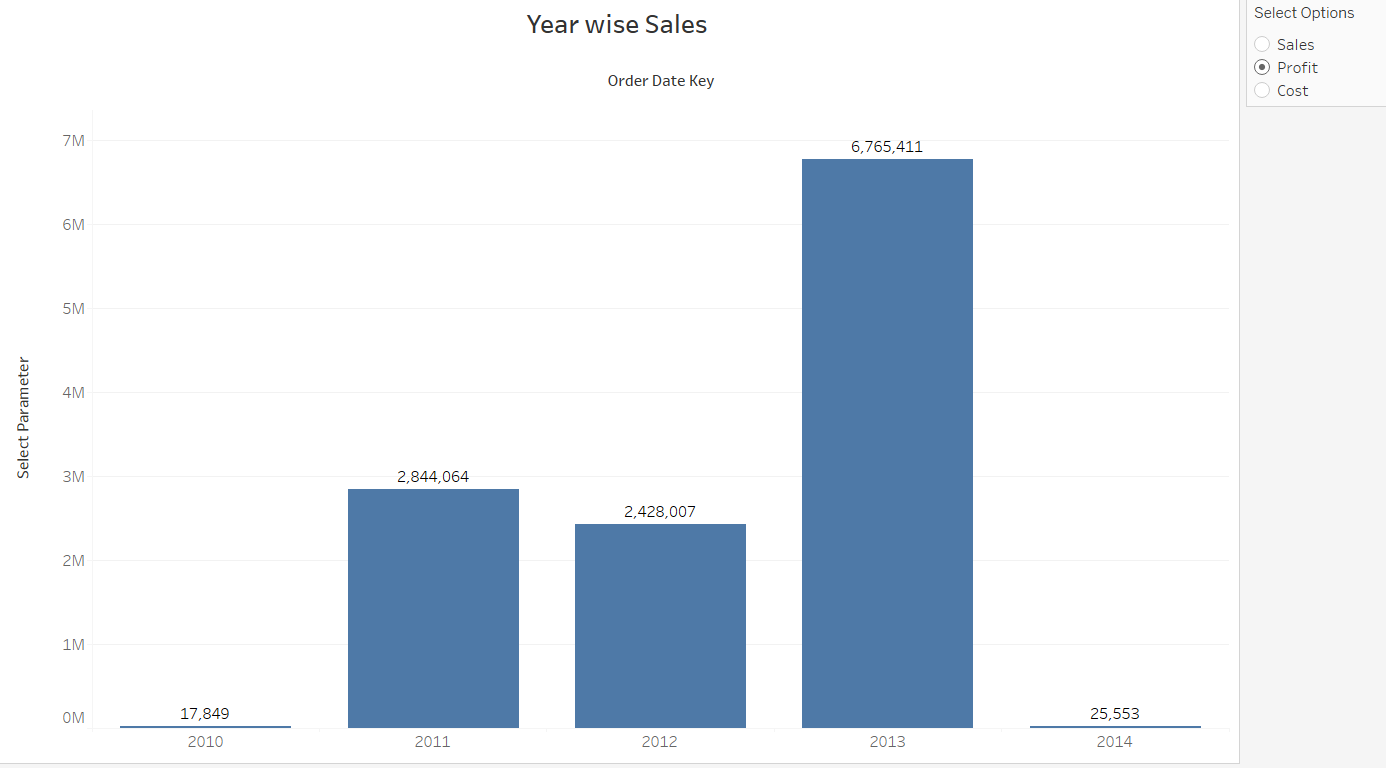 Year wise Sales
Order Date Key
Select Parameter
7M
6M
5M
4M
3M
2M
1M
0M
17,849
2,844,064
2,428,007
6,765,411
25,553
2010
2011
2012
2013
2014
Select Options
Sales
Profit
Cost